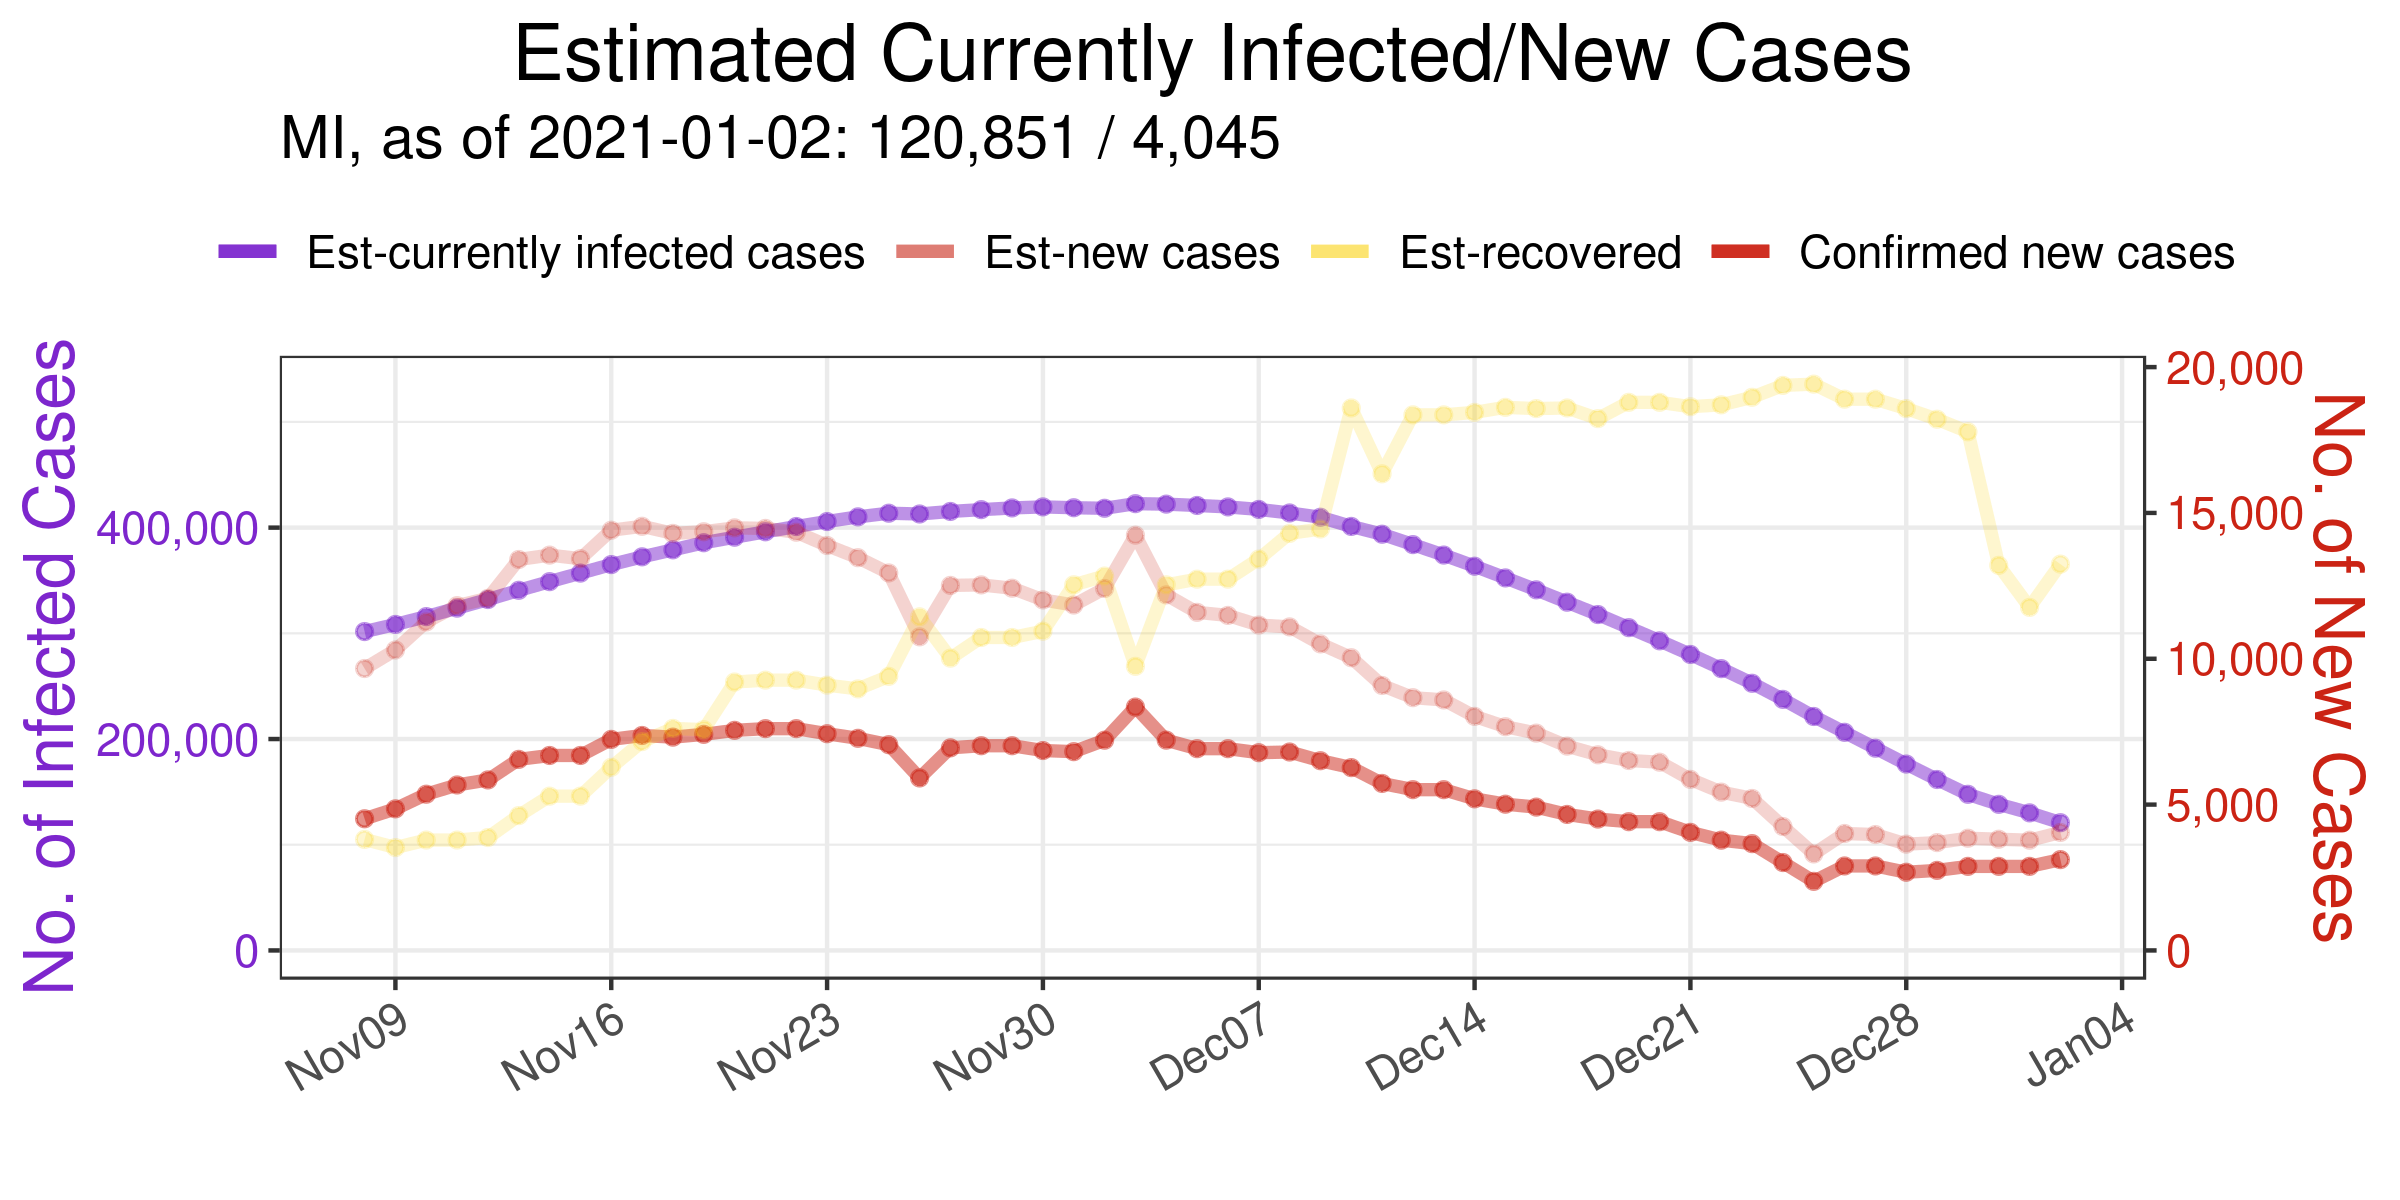 Estimated Currently Infected/New Cases
MI, as of 2021-01-02: 120,851 / 4,045
Est-currently infected cases Est-new cases Est-recovered Confirmed new cases
No. of Infected Cases
400,000
200,000
0
20,000
15,000
10,000
5,000
0
No. of New Cases
Nov09 Nov16 Nov23 Nov30 Dec07 Dec14 Dec21 Dec28 Jan04